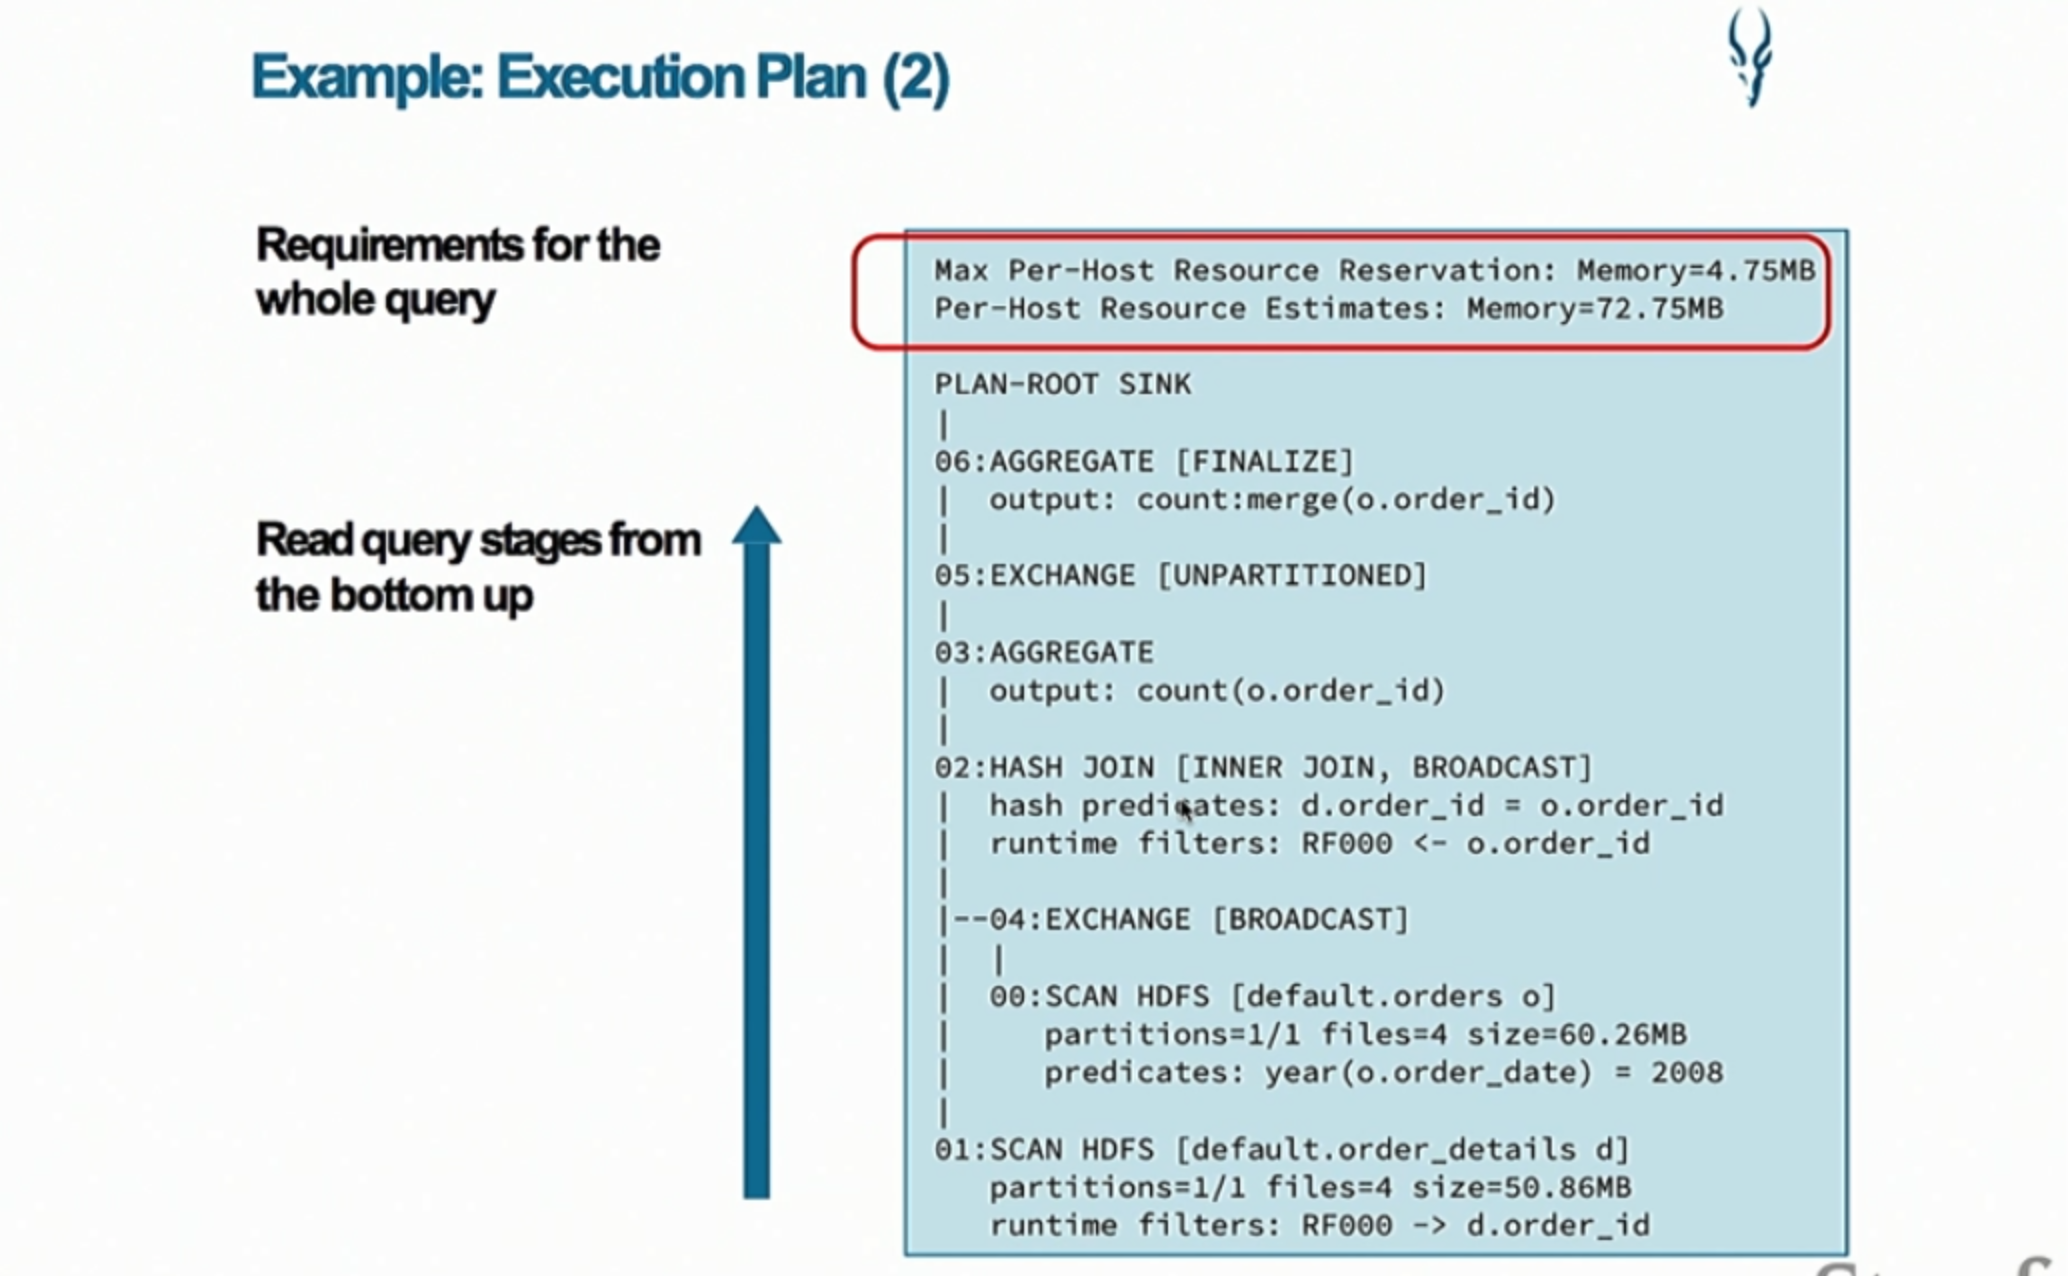 Example: Execution Plan (2)
Requirements for the
whole query
Read query stages from
the bottom up
Max Per-Host Resource Reservation: Memory=4.75MB
Per-Host Resource Estimates: Memory=72.75MB
PLAN-ROOT SINK
|
06:AGGREGATE [FINALIZE]
|  output: count:merge(o.order_id)
|
05:EXCHANGE [UNPARTITIONED]
|
03:AGGREGATE
|  output: count(o.order_id)
|
02:HASH JOIN [INNER JOIN, BROADCAST]
|  hash predicates: d.order_id = o.order_id
|  runtime filters: RF000 <- o.order_id
|
|--04:EXCHANGE [BROADCAST]
|  |
|  00:SCAN HDFS [default.orders o]
|     partitions=1/1 files=4 size=60.26MB
|     predicates: year(o.order_date) = 2008
|
01:SCAN HDFS [default.order_details d]
   partitions=1/1 files=4 size=50.86MB
   runtime filters: RF000 -> d.order_id